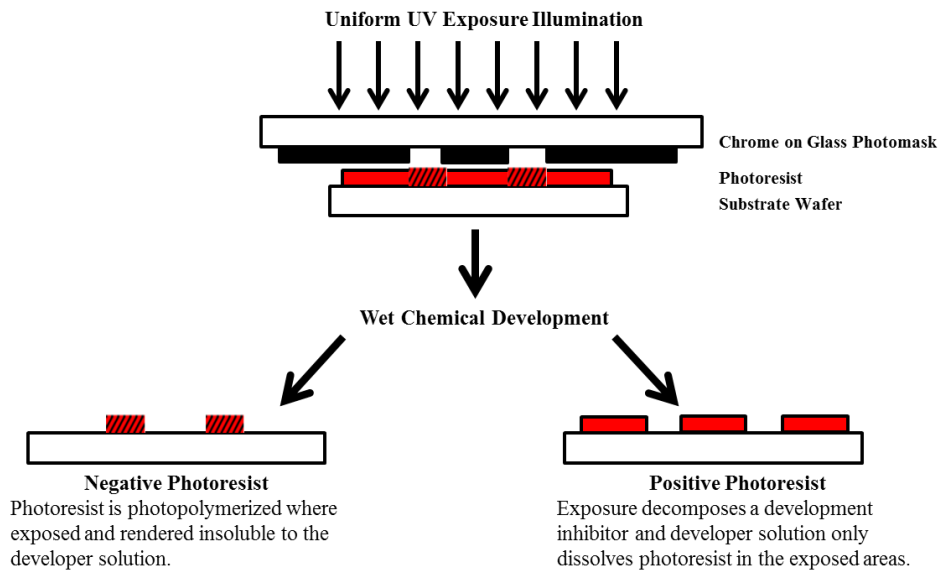 Uniform UV Exposure Illumination
Chrome on Glass Photomask
Photoresist
Substrate Wafer
Wet Chemical Development
Negative Photoresist
Photoresist is photopolymerized where
exposed and rendered insoluble to the
developer solution.
Positive Photoresist
Exposure decomposes a development
inhibitor and developer solution only
dissolves photoresist in the exposed areas.